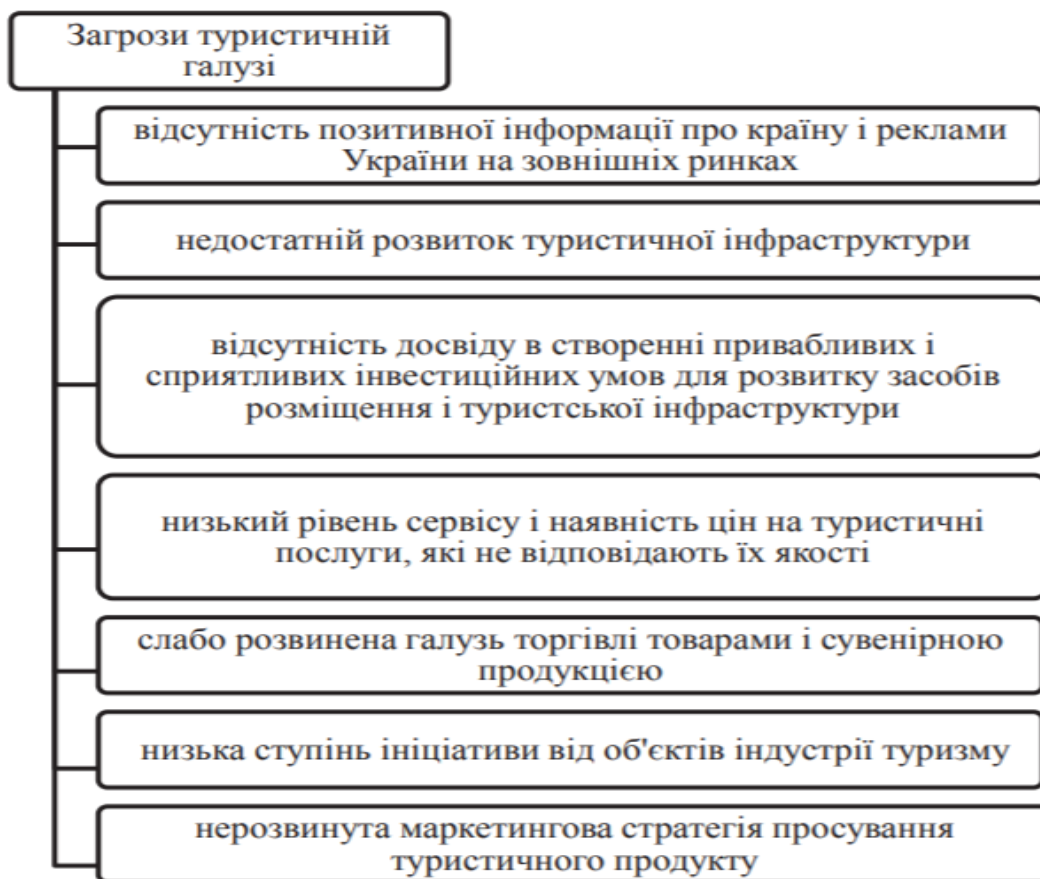 Загрози туристичній
галузі
відсутність позитивної інформації про країну і реклами
України на зовнішніх ринках
недостатній розвиток туристичної інфраструктури
відсутність досвіду в створенні привабливих і
сприятливих інвестиційних умов для розвитку засобів
розміщення і туристської інфраструктури
низький рівень сервісу і наявність цін на туристичні
послуги, які не відповідають їх якості
слабо розвинена галузь торгівлі товарами і сувенірною
продукцією
низька ступінь ініціативи від об'єктів індустрії туризму
нерозвинута маркетингова стратегія просування
туристичного продукту